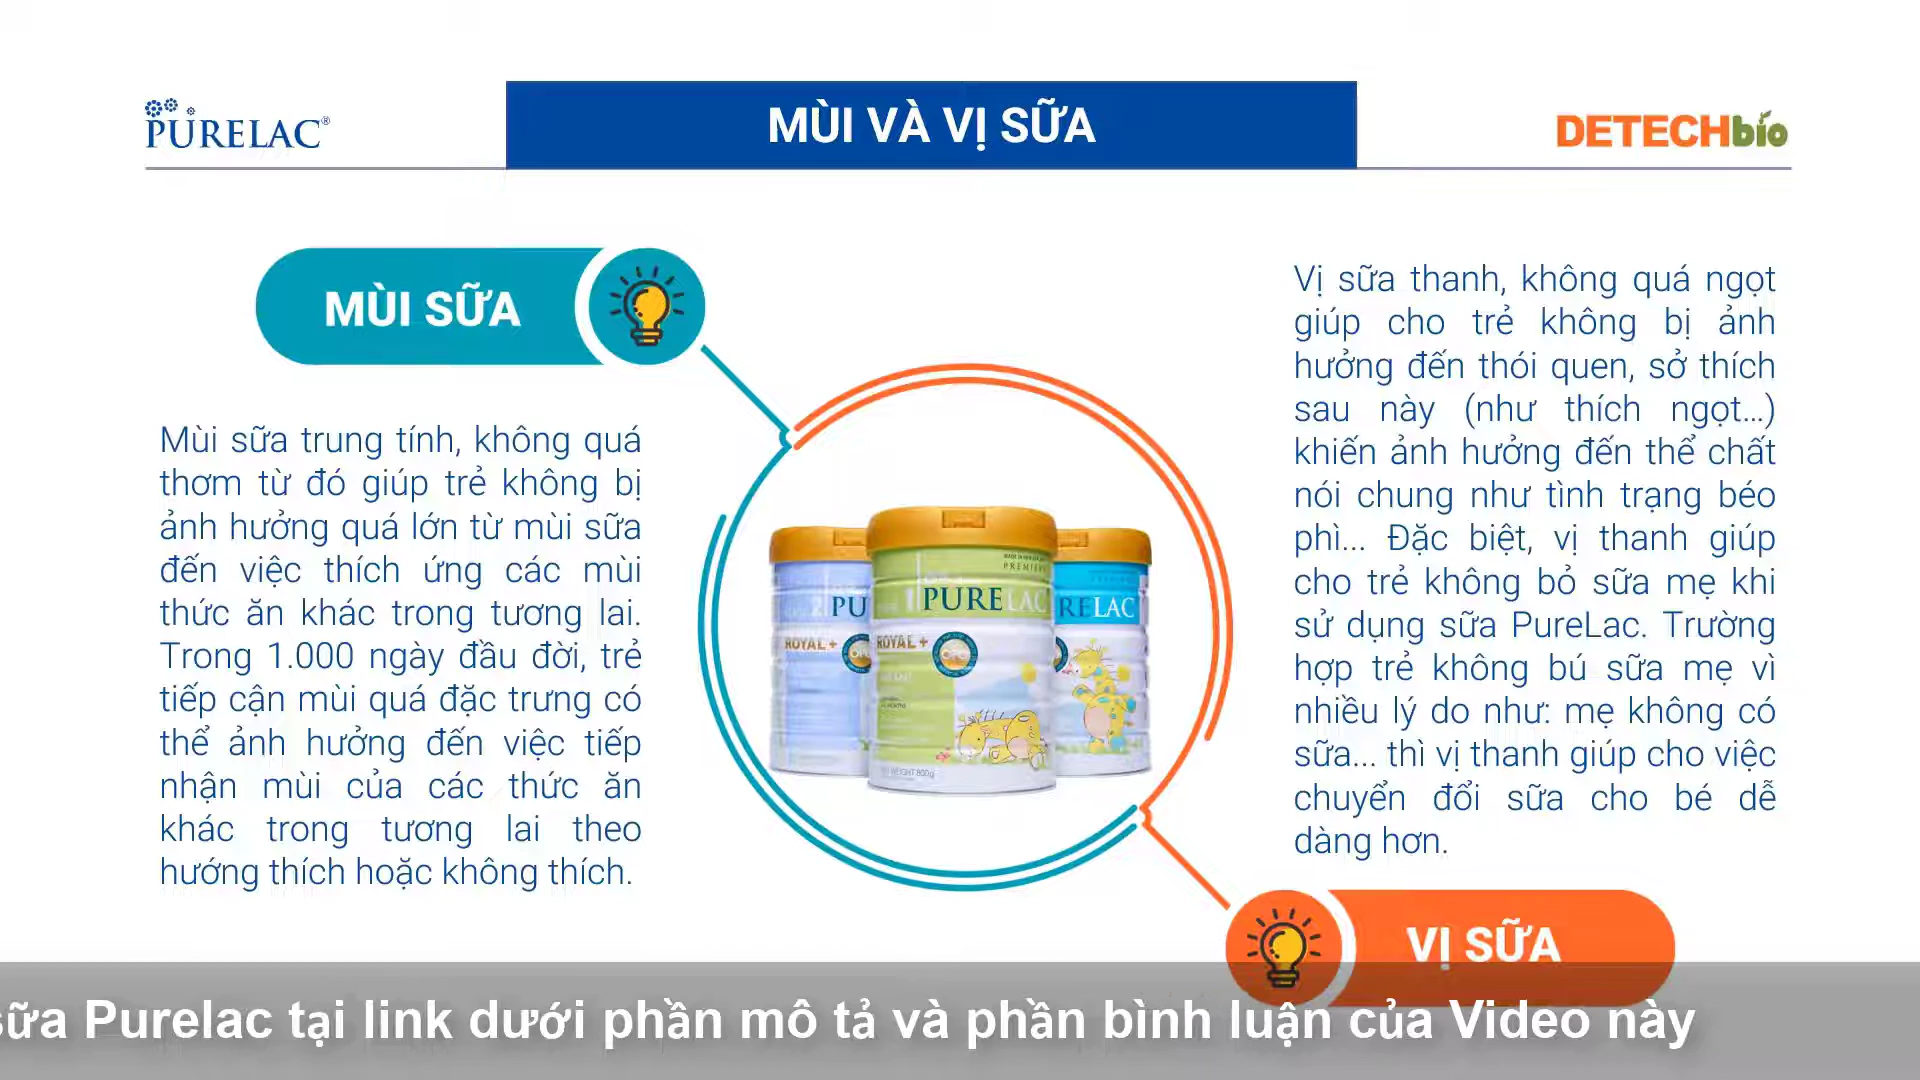 PURELAC®
MÙI VÀ VỊ SỮA
DETECHbio
MÙI SỮA
Mùi sữa trung tính, không quá
thơm từ đó giúp trẻ không bị
ảnh hưởng quá lớn từ mùi sữa
đến việc thích ứng các mùi
thức ăn khác trong tương lai.
Trong 1.000 ngày đầu đời, trẻ
tiếp cận mùi quá đặc trưng có
thể ảnh hưởng đến việc tiếp
nhận mùi của các thức ăn
khác trong tương lai theo
hướng thích hoặc không thích.
PREMIUM
PU
PURELAC
RELAC
ROYAL+
ROYAL+
OPO
WEIGHT 800g
Vị sữa thanh, không quá ngọt
giúp cho trẻ không bị ảnh
hưởng đến thói quen, sở thích
sau này (như thích ngọt...)
khiến ảnh hưởng đến thể chất
nói chung như tình trạng béo
phì... Đặc biệt, vị thanh giúp
cho trẻ không bỏ sữa mẹ khi
sử dụng sữa PureLac. Trường
hợp trẻ không bú sữa mẹ vì
nhiều lý do như: mẹ không có
sữa... thì vị thanh giúp cho việc
chuyển đổi sữa cho bé dễ
dàng hơn.
VỊ SỮA
sữa Purelac tại link dưới phần mô tả và phần bình luận của Video này